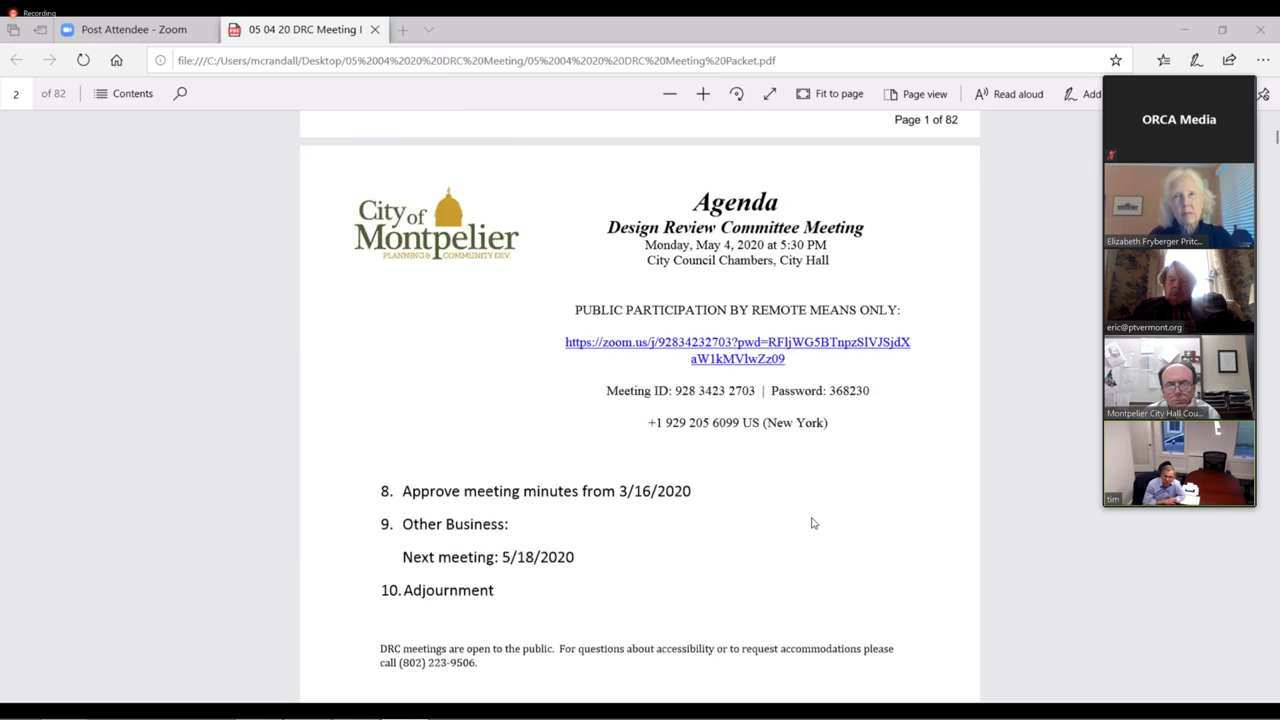 Recording
Post Attendee - Zoom
05 04 20 DRC Meeting I
file:///C:/Users/mcrandall/Desktop/05%2004%2020%20DRC%20Meeting/05%2004%2020%20DRC%20Meeting%20Packet.pdf
2 of 82 Contents Fit to page Page view Read aloud Add
Page 1 of 82
City of
Montpelier
PLANNING & COMMUNITY DEV.
Agenda
Design Review Committee Meeting
Monday, May 4, 2020 at 5:30 PM
City Council Chambers, City Hall
PUBLIC PARTICIPATION BY REMOTE MEANS ONLY:
https://zoom.us/j/92834232703?pwd=RFljWG5BTnpzSlVJSjdX
aW1kMVlwZz09
Meeting ID: 928 3423 2703 | Password: 368230
+1 929 205 6099 US (New York)
8. Approve meeting minutes from 3/16/2020
9. Other Business:
Next meeting: 5/18/2020
10. Adjournment
DRC meetings are open to the public. For questions about accessibility or to request accommodations please
call (802) 223-9506.
ORCA Media
Elizabeth Fryberger Pritc...
eric@ptvermont.org
Montpelier City Hall Cou...
tim